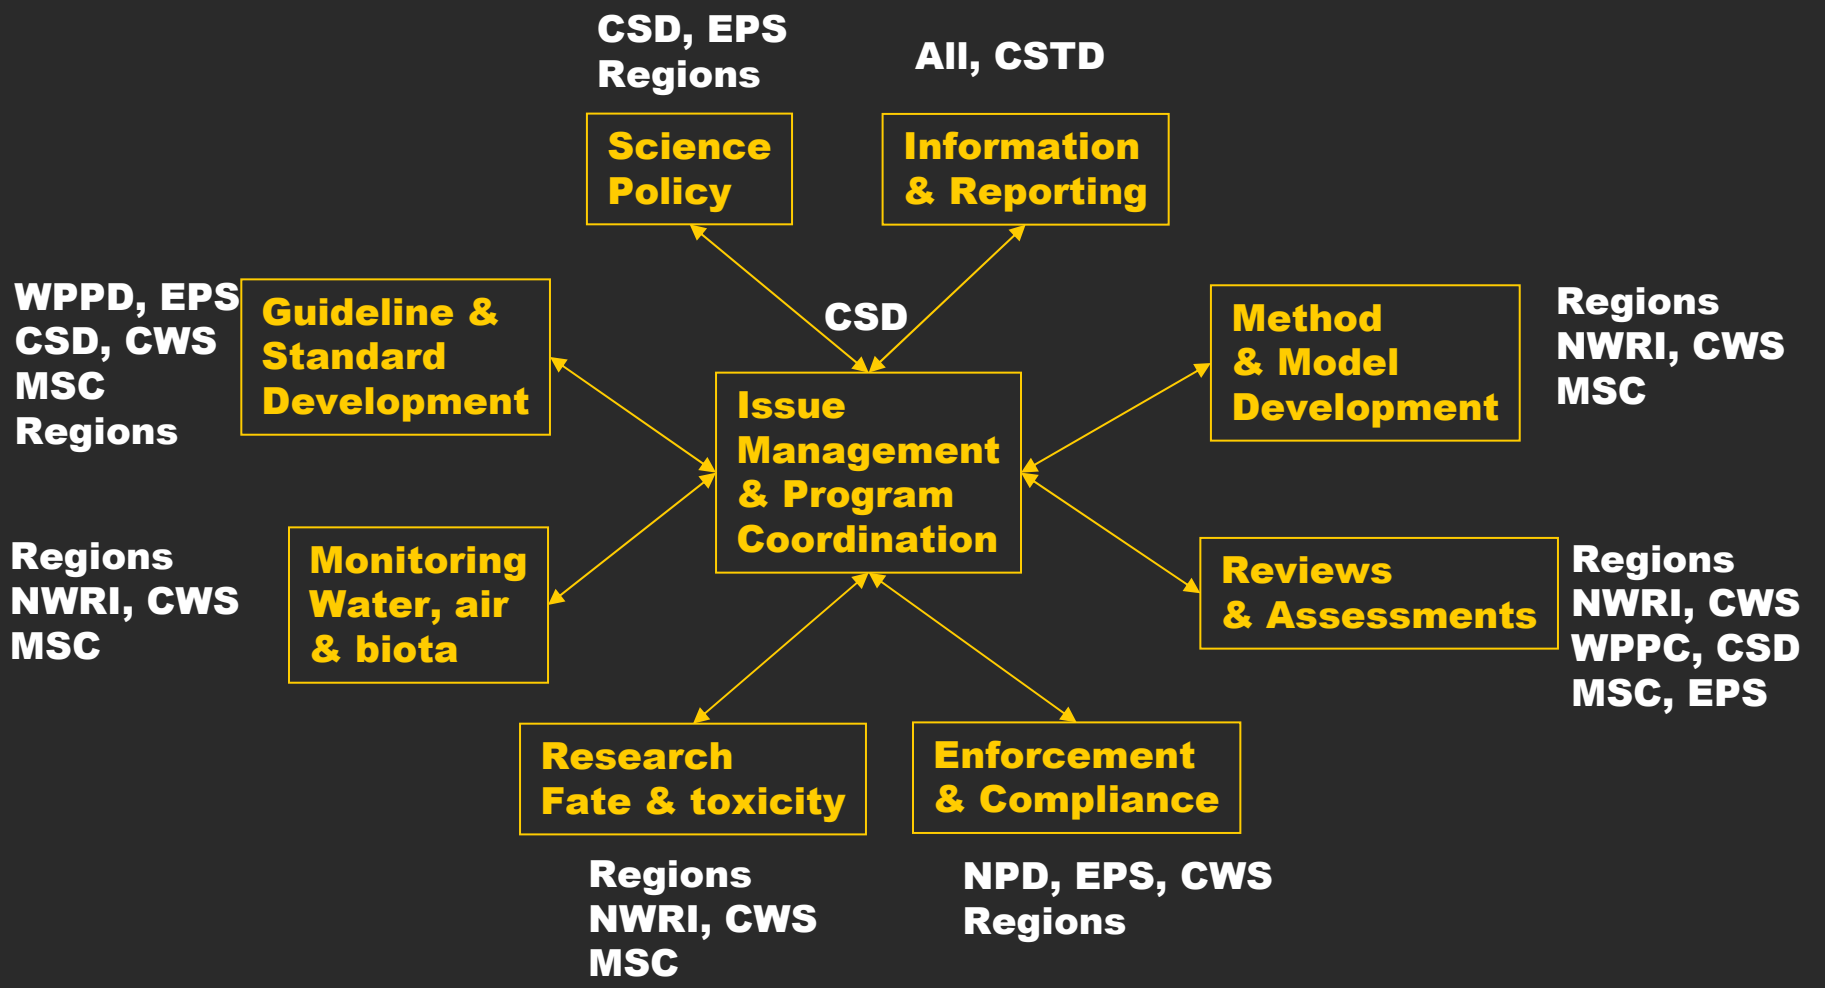 CSD, EPS
Regions
All, CSTD
Science
Policy
Information
& Reporting
WPPD, EPS
CSD, CWS
MSC
Regions
Guideline &
Standard
Development
CSD
Method
& Model
Development
Regions
NWRI, CWS
MSC
Issue
Management
& Program
Coordination
Regions
NWRI, CWS
MSC
Monitoring
Water, air
& biota
Reviews
& Assessments
Regions
NWRI, CWS
WPPC, CSD
MSC, EPS
Research
Fate & toxicity
Enforcement
& Compliance
Regions
NWRI, CWS
MSC
NPD, EPS, CWS
Regions